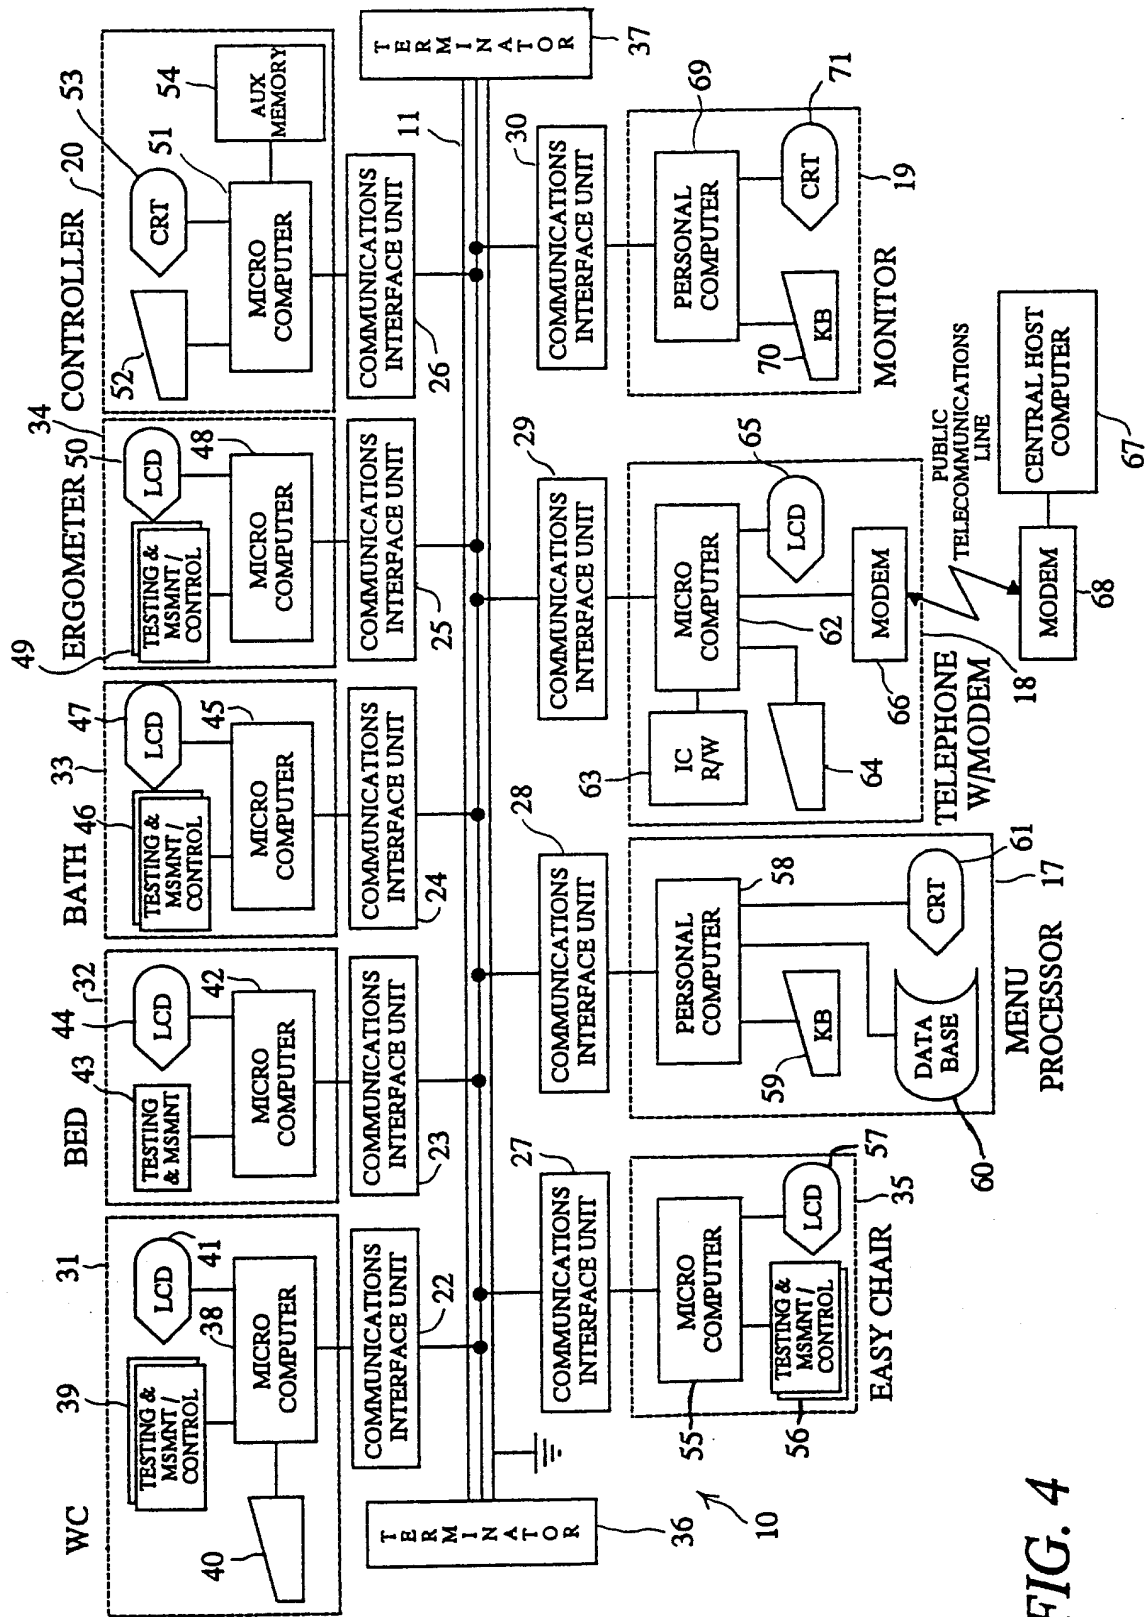 WC
31
39
TESTING &
MSMNT /
CONTROL
LCD
41
38
40
MICRO
COMPUTER
COMMUNICATIONS
INTERFACE UNIT
22
BED
32
43
44
TESTING
& MSMNT
LCD
42
MICRO
COMPUTER
COMMUNICATIONS
INTERFACE UNIT
23
BATH
33
46
47
TESTING &
MSMNT /
CONTROL
LCD
45
MICRO
COMPUTER
COMMUNICATIONS
INTERFACE UNIT
24
ERGOMETER
34
49
50
TESTING &
MSMNT /
CONTROL
LCD
48
MICRO
COMPUTER
COMMUNICATIONS
INTERFACE UNIT
25
CONTROLLER
20
52
53
CRT
51
54
AUX
MEMORY
MICRO
COMPUTER
COMMUNICATIONS
INTERFACE UNIT
26
11
TERMINATOR
36
TERMINATOR
37
10
27
COMMUNICATIONS
INTERFACE UNIT
MICRO
COMPUTER
55
TESTING &
MSMNT /
CONTROL
56
LCD
57
35
EASY CHAIR
28
COMMUNICATIONS
INTERFACE UNIT
PERSONAL
COMPUTER
58
KB
59
DATA
BASE
60
CRT
61
17
MENU
PROCESSOR
29
COMMUNICATIONS
INTERFACE UNIT
63
IC
R/W
MICRO
COMPUTER
62
64
LCD
65
MODEM
66
18
TELEPHONE
W/MODEM
PUBLIC
TELECOMMUNICATIONS
LINE
MODEM
68
CENTRAL HOST
COMPUTER
67
30
COMMUNICATIONS
INTERFACE UNIT
PERSONAL
COMPUTER
69
KB
70
CRT
71
19
MONITOR
FIG. 4